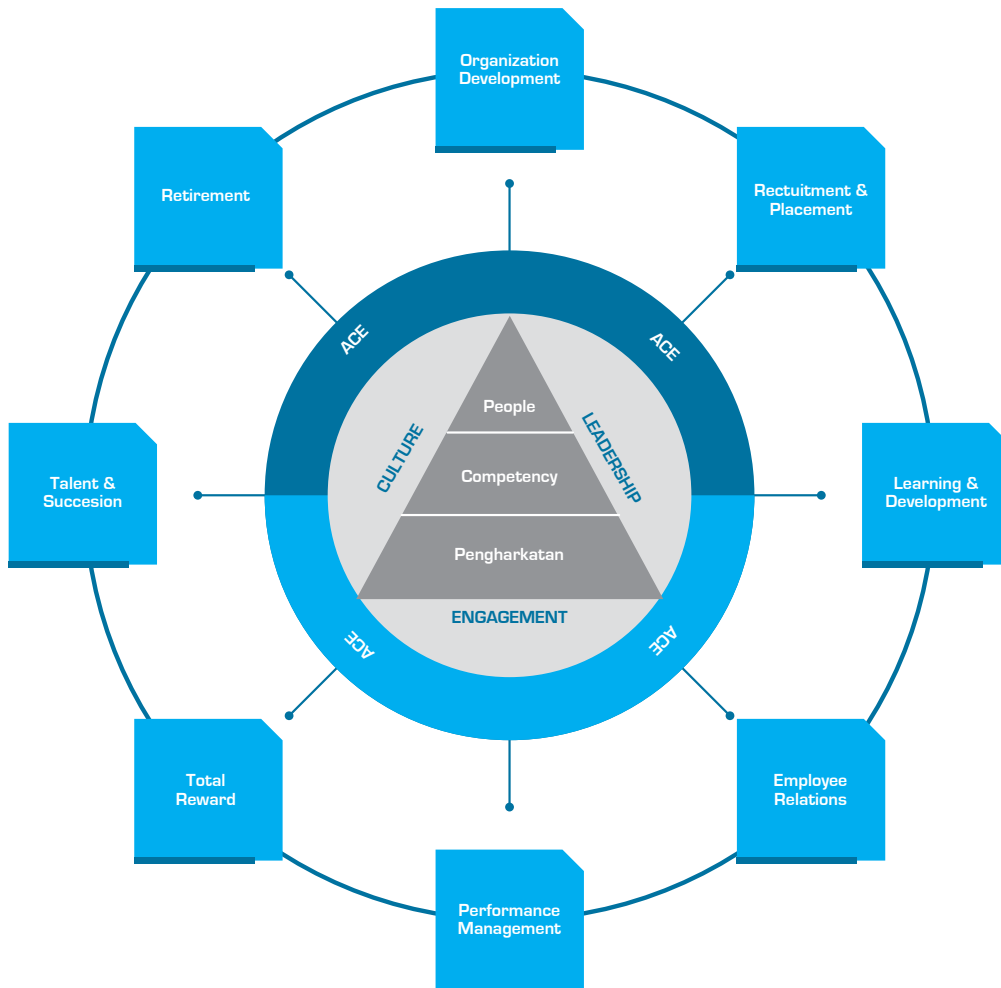 Organization
Development
Retirement
Rectuitment &
Placement
ACE
ACE
People
CULTURE
LEADERSHIP
Competency
Talent &
Succesion
Learning &
Development
Pengharkatan
ENGAGEMENT
ACE
ACE
Total
Reward
Employee
Relations
Performance
Management